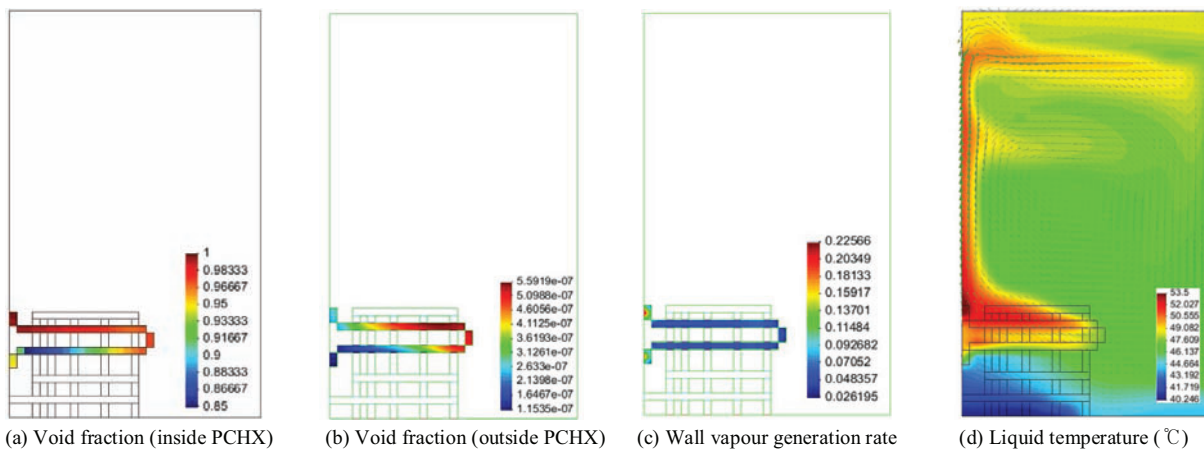 1
0.98333
0.96667
0.95
0.93333
0.91667
0.9
0.88333
0.86667
0.85
(a) Void fraction (inside PCHX)
5.5919e-07
5.0988e-07
4.6056e-07
4.1125e-07
3.6193e-07
3.1261e-07
2.633e-07
2.1398e-07
1.6467e-07
1.1535e-07
(b) Void fraction (outside PCHX)
0.22566
0.20349
0.18133
0.15917
0.13701
0.11484
0.092682
0.07052
0.048357
0.026195
(c) Wall vapour generation rate
53.5
52.027
50.555
49.082
47.609
46.137
44.664
43.192
41.719
40.246
(d) Liquid temperature (℃)